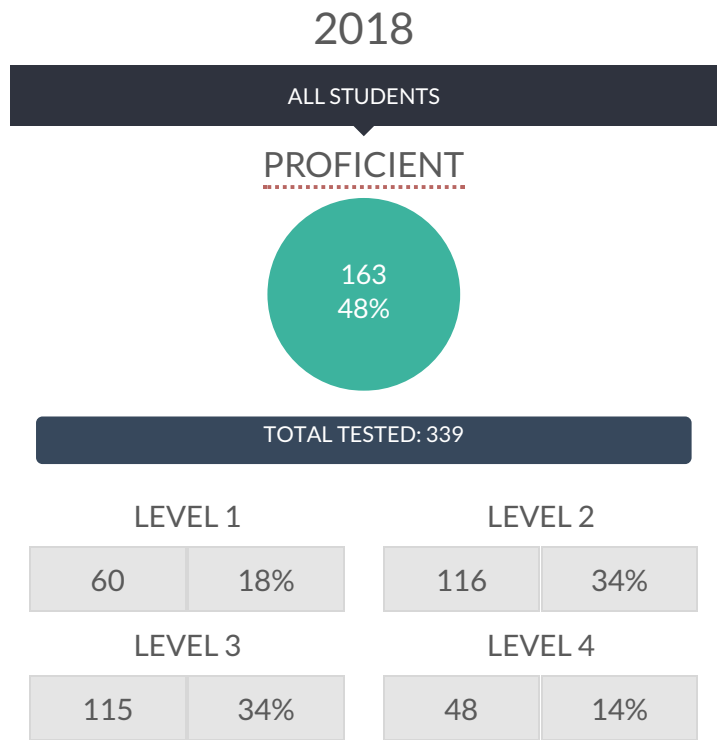 2018
ALL STUDENTS
PROFICIENT
163
48%
TOTAL TESTED: 339
LEVEL 1
60 18%
LEVEL 2
116 34%
LEVEL 3
115 34%
LEVEL 4
48 14%